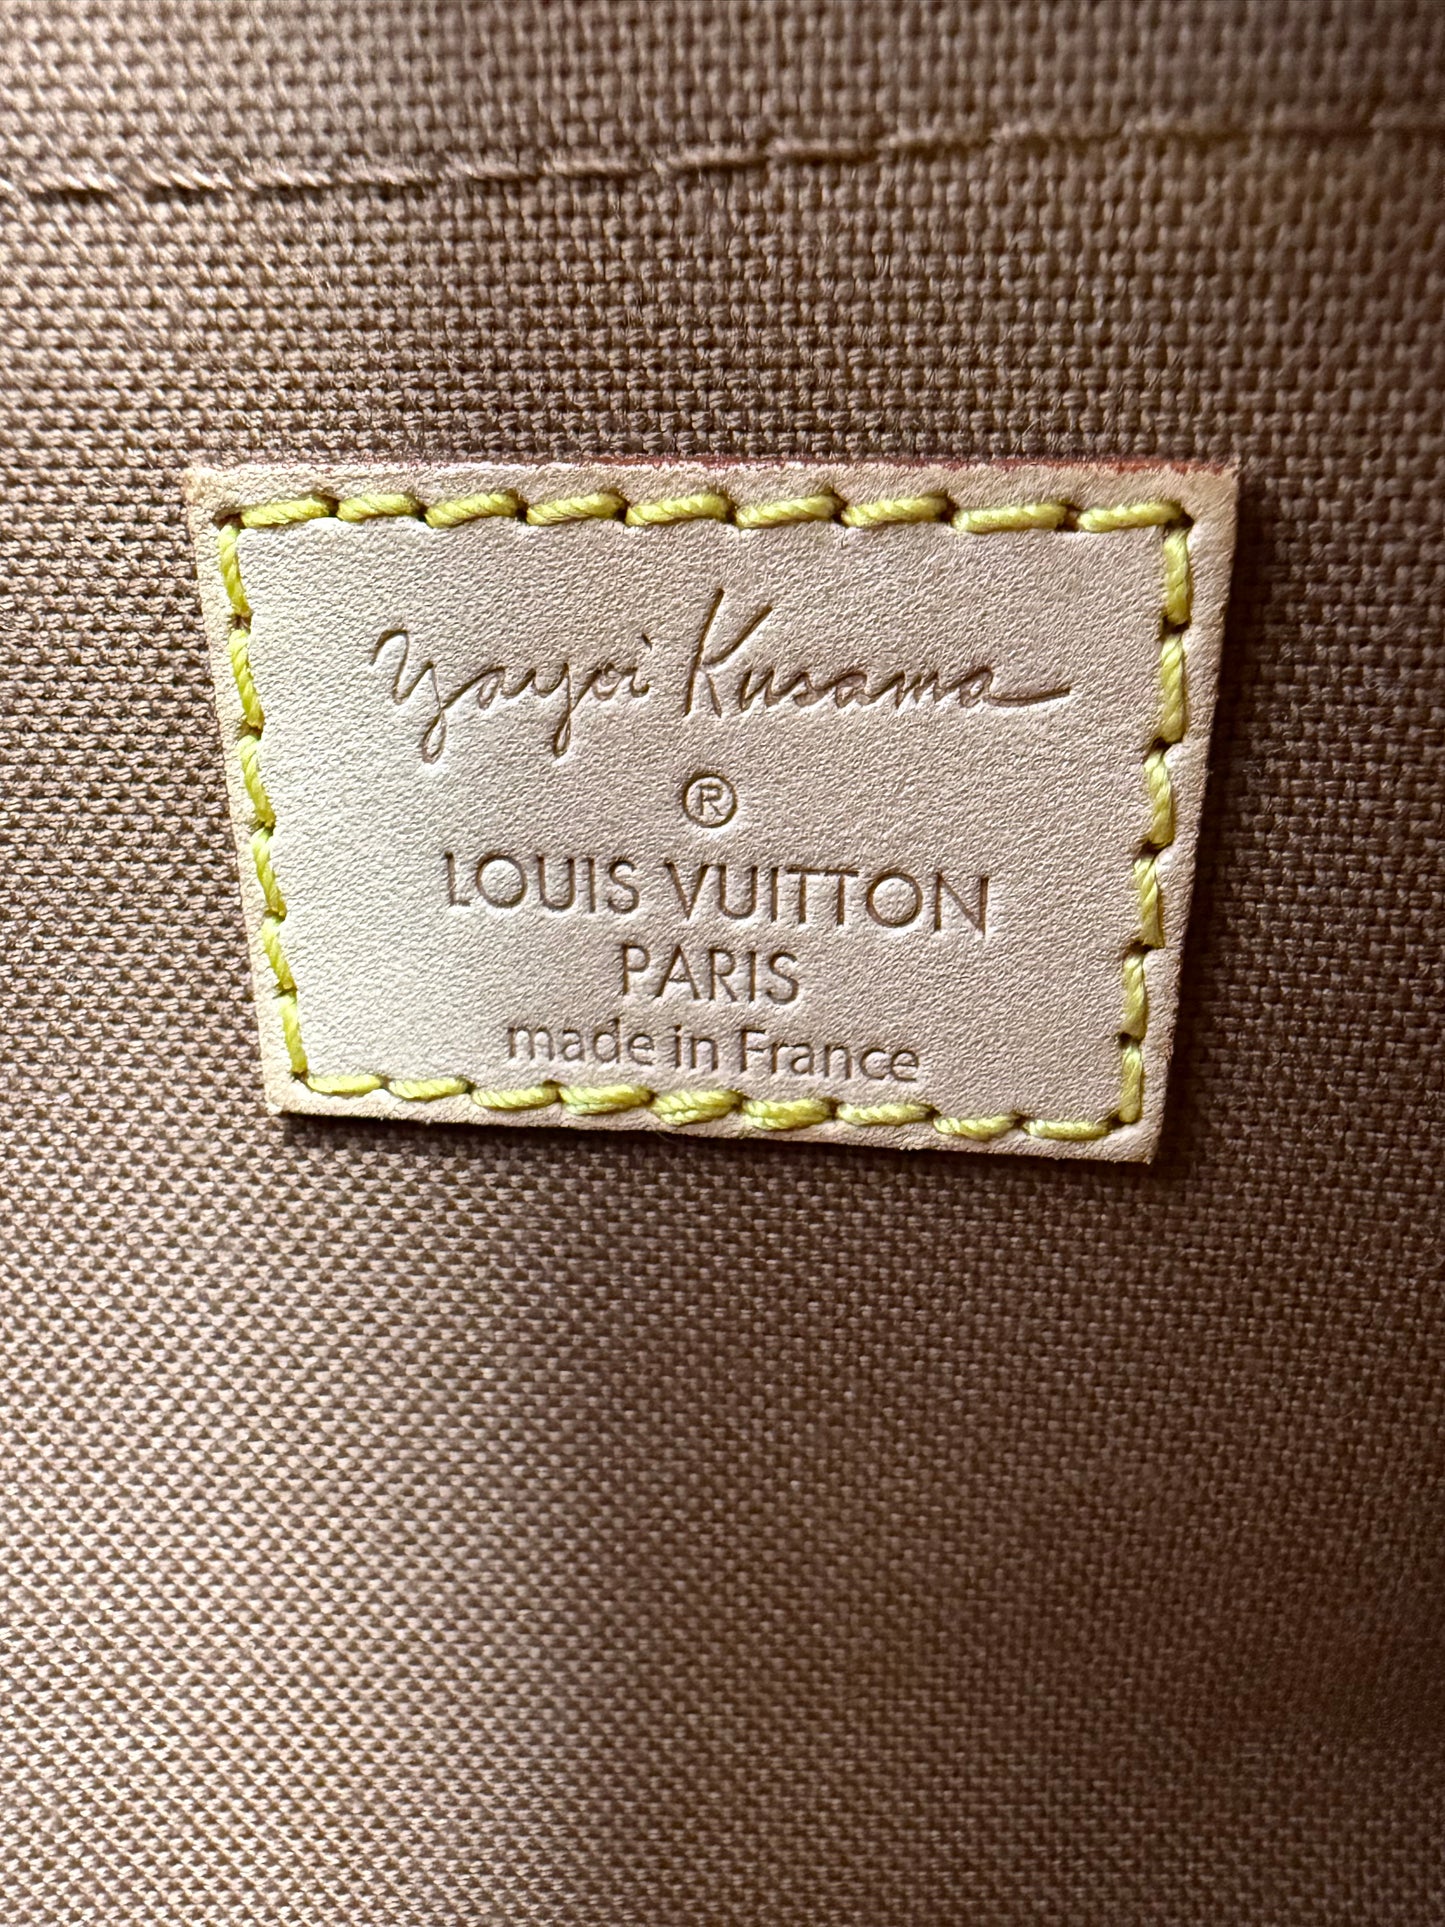 Yayoi Kusama
®
LOUIS VUITTON
PARIS
made in France